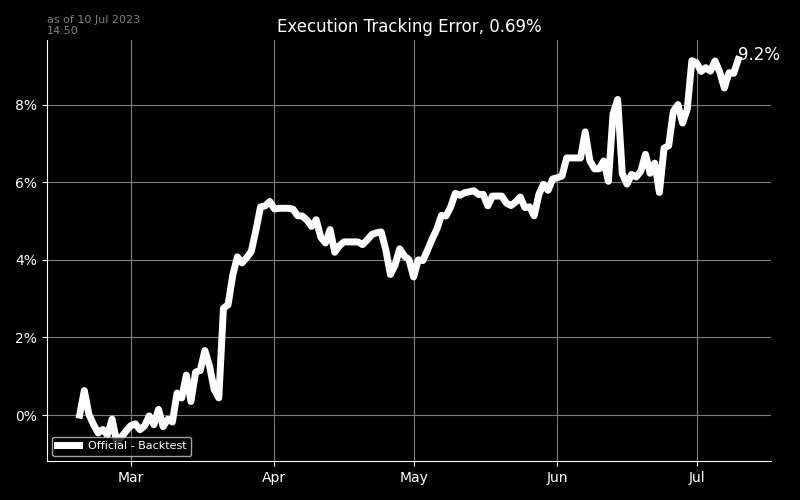 as of 10 Jul 2023
14:50
Execution Tracking Error, 0.69%
9.2%
8%
6%
4%
2%
0%
Official - Backtest
Mar Apr May Jun Jul